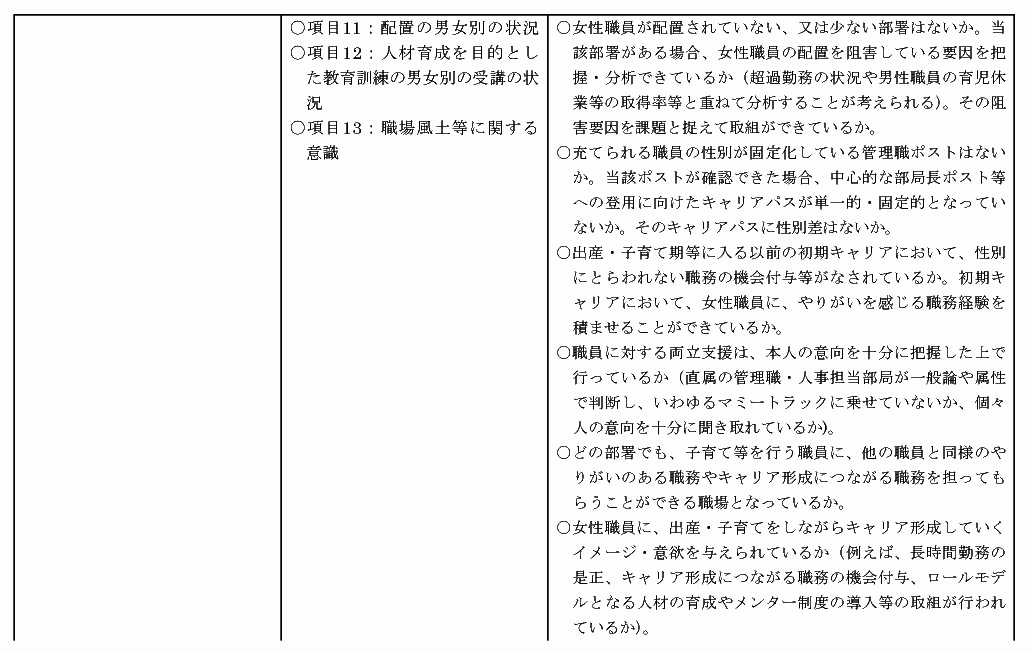 ○項目11：配置の男女別の状況
○項目12：人材育成を目的とし
た教育訓練の男女別の受講の状
況
○項目13：職場風土等に関する
意識
○女性職員が配置されていない、又は少ない部署はないか。当
該部署がある場合、女性職員の配置を阻害している要因を把
握・分析できているか（超過勤務の状況や男性職員の育児休
業等の取得率等と重ねて分析することが考えられる)。その阻
害要因を課題と捉えて取組ができているか。
○充てられる職員の性別が固定化している管理職ポストはない
か。当該ポストが確認できた場合、中心的な部局長ポスト等
への登用に向けたキャリアパスが単一的・固定的となってい
ないか。そのキャリアパスに性別差はないか。
○出産・子育て期等に入る以前の初期キャリアにおいて、性別
にとらわれない職務の機会付与等がなされているか。初期キ
ャリアにおいて、女性職員に、やりがいを感じる職務経験を
積ませることができているか。
○職員に対する両立支援は、本人の意向を十分に把握した上で
行っているか（直属の管理職・人事担当部局が一般論や属性
で判断し、いわゆるマミートラックに乗せていないか、個々
人の意向を十分に聞き取れているか)。
○どの部署でも、子育て等を行う職員に、他の職員と同様のや
りがいのある職務やキャリア形成につながる職務を担っても
らうことができる職場となっているか。
○女性職員に、出産・子育てをしながらキャリア形成していく
イメージ・意欲を与えられているか（例えば、長時間勤務の
是正、キャリア形成につながる職務の機会付与、ロールモデ
ルとなる人材の育成やメンター制度の導入等の取組が行われ
ているか)。